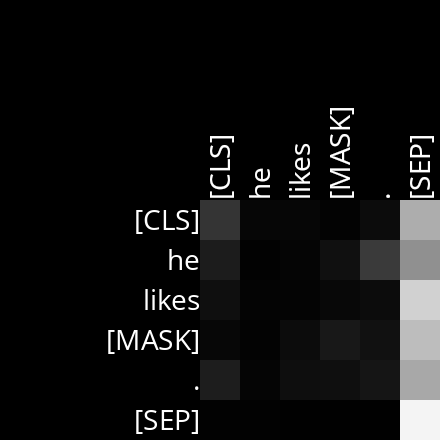 [CLS] he likes [MASK] . [SEP]
[CLS]
he
likes
[MASK]
.
[SEP]